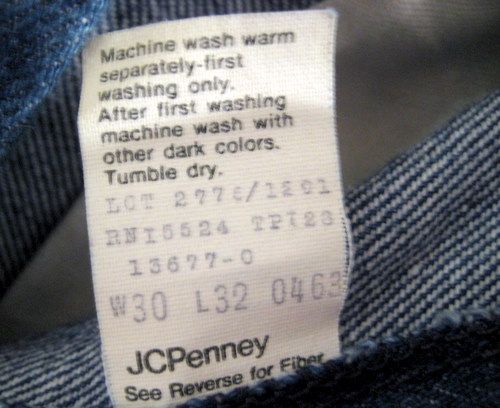 Machine wash warm
separately-first
washing only.
After first washing
machine wash with
other dark colors.
Tumble dry.
LOT
13677-0
W30 L32 0463
JCPenney
See Reverse for Fiber